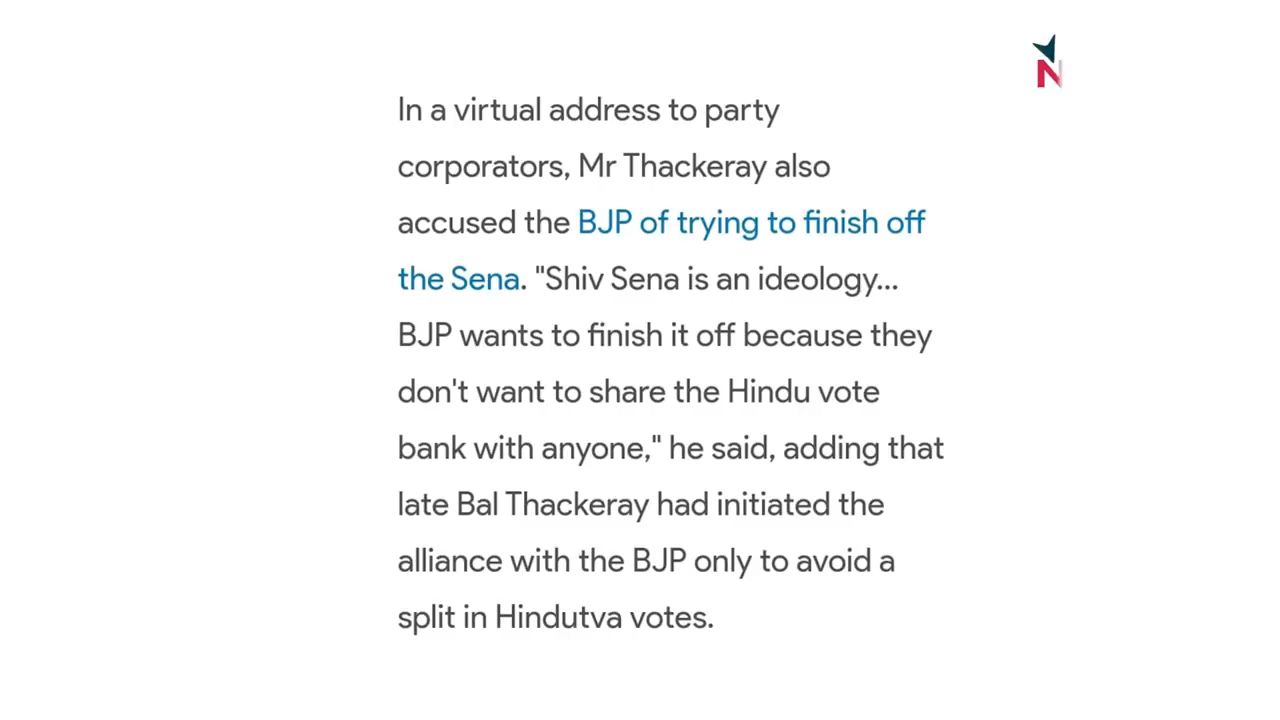 In a virtual address to party
corporators, Mr Thackeray also
accused the BJP of trying to finish off
the Sena. "Shiv Sena is an ideology...
BJP wants to finish it off because they
don't want to share the Hindu vote
bank with anyone," he said, adding that
late Bal Thackeray had initiated the
alliance with the BJP only to avoid a
split in Hindutva votes.
N